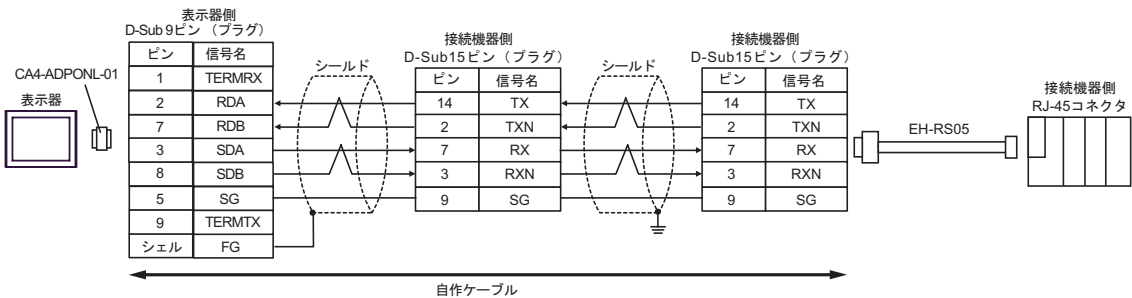 CA4-ADPONL-01
表示器
表示器側
D-Sub 9ピン（プラグ）
ピン 信号名
1 TERMRX
2 RDA
7 RDB
3 SDA
8 SDB
5 SG
9 TERMTX
シェル FG
シールド
接続機器側
D-Sub15ピン（プラグ）
ピン 信号名
14 TX
2 TXN
7 RX
3 RXN
9 SG
シールド
接続機器側
D-Sub15ピン（プラグ）
ピン 信号名
14 TX
2 TXN
7 RX
3 RXN
9 SG
EH-RS05
接続機器側
RJ-45コネクタ
自作ケーブル